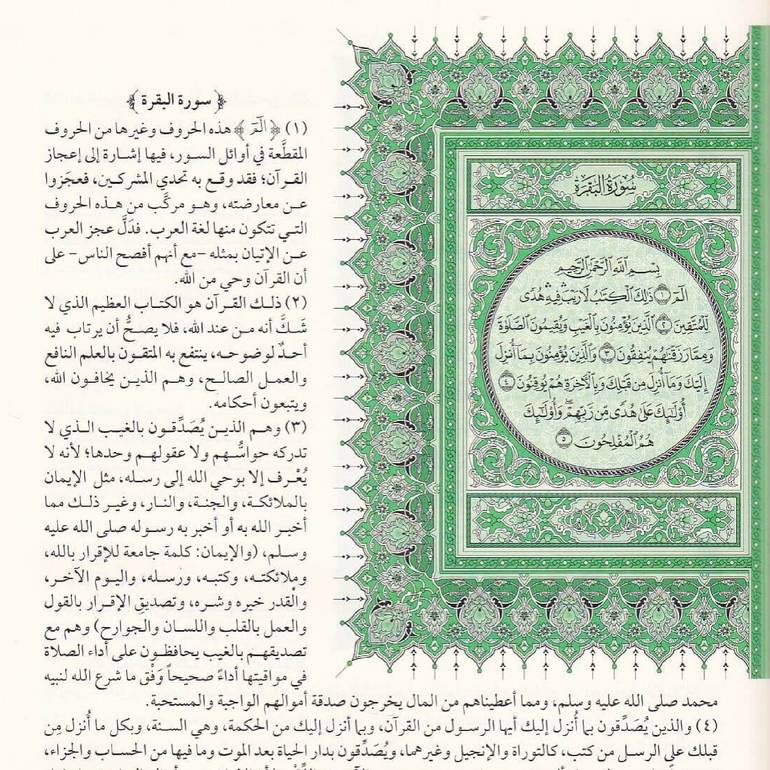 سُورَةُ البَقَرَةِ
بِسْمِ اللَّهِ الرَّحْمَٰنِ الرَّحِيمِ
الٓمٓ ۝١ ذَٰلِكَ ٱلْكِتَٰبُ لَا رَيْبَ ۛ فِيهِ ۛ هُدًى
لِّلْمُتَّقِينَ ۝٢ ٱلَّذِينَ يُؤْمِنُونَ بِٱلْغَيْبِ وَيُقِيمُونَ ٱلصَّلَوٰةَ
وَمِمَّا رَزَقْنَٰهُمْ يُنفِقُونَ ۝٣ وَٱلَّذِينَ يُؤْمِنُونَ بِمَآ أُنزِلَ
إِلَيْكَ وَمَآ أُنزِلَ مِن قَبْلِكَ وَبِٱلْءَاخِرَةِ هُمْ يُوقِنُونَ ۝٤
أُو۟لَٰٓئِكَ عَلَىٰ هُدًى مِّن رَّبِّهِمْ ۖ وَأُو۟لَٰٓئِكَ
هُمُ ٱلْمُفْلِحُونَ ۝٥
﴿سورة البقرة﴾
(١) ﴿الٓمٓ﴾ هذه الحروف وغيرها من الحروف
المقطَّعة في أوائل السور، فيها إشارة إلى إعجاز
القرآن؛ فقد وقع به تحدي المشركين، فعجَزوا
عن معارضته، وهو مركَّب من هذه الحروف
التي تتكون منها لغة العرب. فدَلَّ عجز العرب
عن الإتيان بمثله -مع أنهم أفصح الناس- على
أن القرآن وحي من الله.
(٢) ذلك القرآن هو الكتاب العظيم الذي لا
شَكَّ أنه من عند الله، فلا يصحُّ أن يرتاب فيه
أحدٌ لوضوحه، ينتفع به المتقون بالعلم النافع
والعمل الصالح، وهم الذين يخافون الله،
ويتبعون أحكامه.
(٣) وهم الذين يُصَدِّقون بالغيب الذي لا
تدركه حواسُّهم ولا عقولهم وحدها؛ لأنه لا
يُعْرف إلا بوحي الله إلى رسله، مثل الإيمان
بالملائكة، والجنة، والنار، وغير ذلك مما
أخبر الله به أو أخبر به رسوله صلى الله عليه
وسلم، (والإيمان: كلمة جامعة للإقرار بالله،
وملائكته، وكتبه، ورسله، واليوم الآخر،
والقدر خيره وشره، وتصديق الإقرار بالقول
والعمل بالقلب واللسان والجوارح) وهم مع
تصديقهم بالغيب يحافظون على أداء الصلاة
في مواقيتها أداءً صحيحاً وَفْق ما شرع الله لنبيه
محمد صلى الله عليه وسلم، ومما أعطيناهم من المال يخرجون صدقة أموالهم الواجبة والمستحبة.
(٤) والذين يُصَدِّقون بما أُنزل إليك أيها الرسول من القرآن، وبما أنزل إليك من الحكمة، وهي السنة، وبكل ما أُنزل مِن
قبلك على الرسل من كتب، كالتوراة والإنجيل وغيرهما، ويُصَدِّقون بدار الحياة بعد الموت وما فيها من الحساب والجزاء،